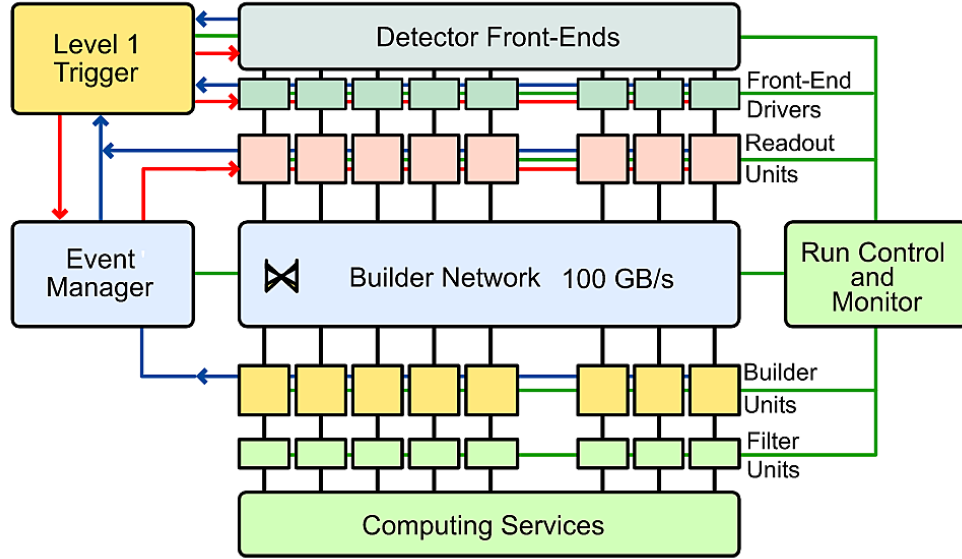 Level 1
Trigger
Detector Front-Ends
Front-End
Drivers
Readout
Units
Event
Manager
Builder Network 100 GB/s
Run Control
and
Monitor
Builder
Units
Filter
Units
Computing Services